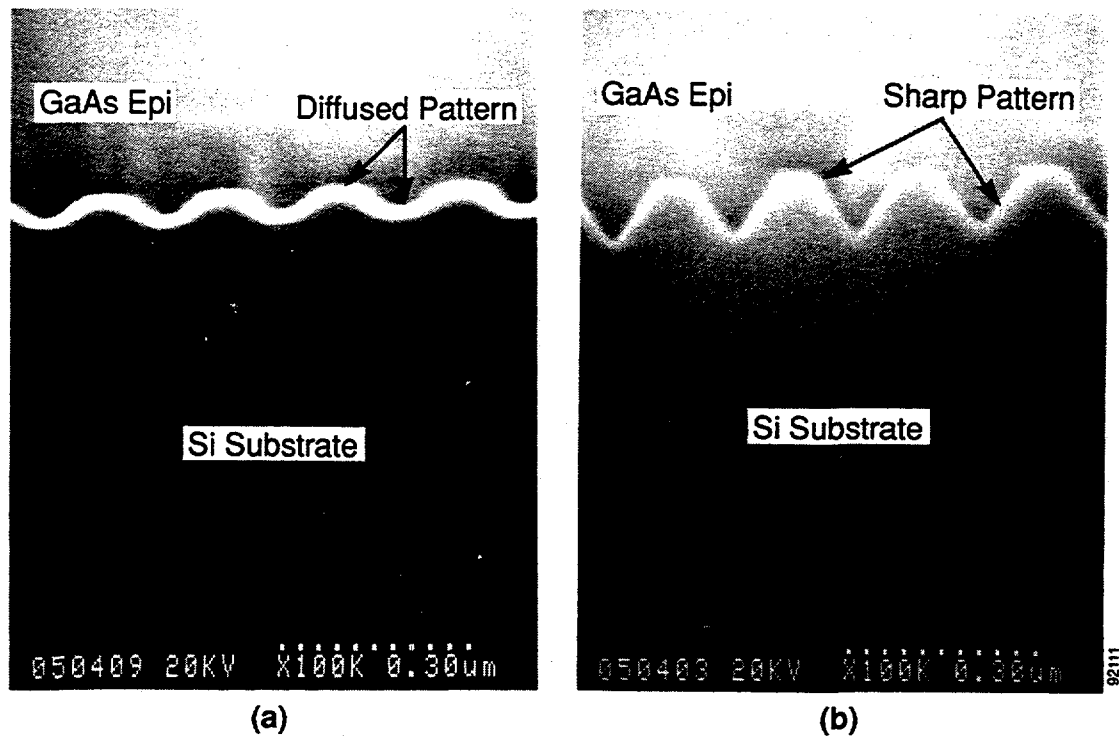 GaAs Epi
Diffused Pattern
Si Substrate
050409 20KV X100K 0.30um
(a)
GaAs Epi
Sharp Pattern
Si Substrate
050403 20KV X100K 0.30um
(b)
92111